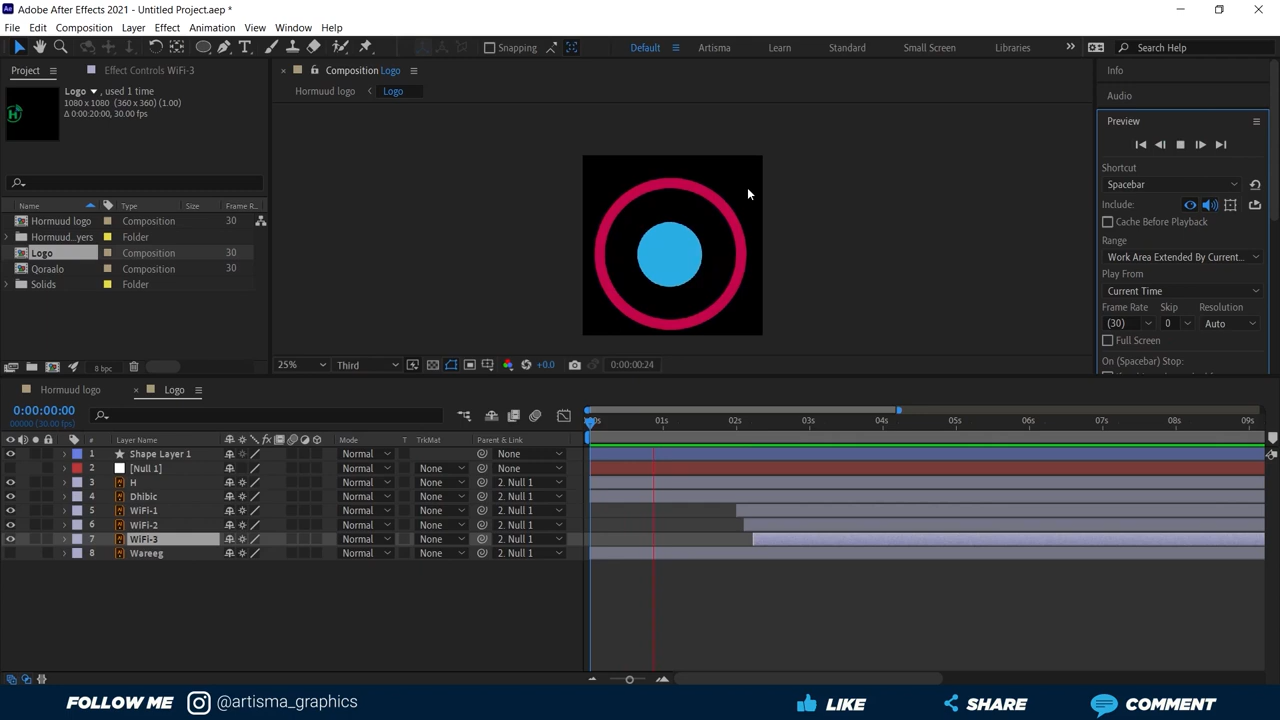 Adobe After Effects 2021 - Untitled Project.aep *
File Edit Composition Layer Effect Animation View Window Help
Snapping Default Artisma Learn Standard Small Screen Libraries Search Help
Project Effect Controls WiFi-3
Composition Logo
Info
Logo , used 1 time
1080 x 1080 (360 x 360) (1.00)
Δ 0:00:20:00, 30.00 fps
Hormuud logo Logo
Audio
Preview
Shortcut
Spacebar
Include:
Cache Before Playback
Range
Work Area Extended By Current...
Play From
Current Time
Frame Rate Skip Resolution
(30) 0 Auto
Full Screen
On (Spacebar) Stop:
Name Type Size Frame R...
Hormuud logo Composition 30
Hormuud...yers Folder
Logo Composition 30
Qoraalo Composition 30
Solids Folder
8 bpc
25% Third +0.0 0:00:00:24
Hormuud logo Logo
0:00:00:00
00000 (30.00 fps)
:00s 01s 02s 03s 04s 05s 06s 07s 08s 09s
# Layer Name Mode T TrkMat Parent & Link
1 Shape Layer 1 Normal None
2 [Null 1] Normal None None
3 H Normal None 2. Null 1
4 Dhibic Normal None 2. Null 1
5 WiFi-1 Normal None 2. Null 1
6 WiFi-2 Normal None 2. Null 1
7 WiFi-3 Normal None 2. Null 1
8 Wareeg Normal None 2. Null 1
FOLLOW ME @artisma_graphics LIKE SHARE COMMENT